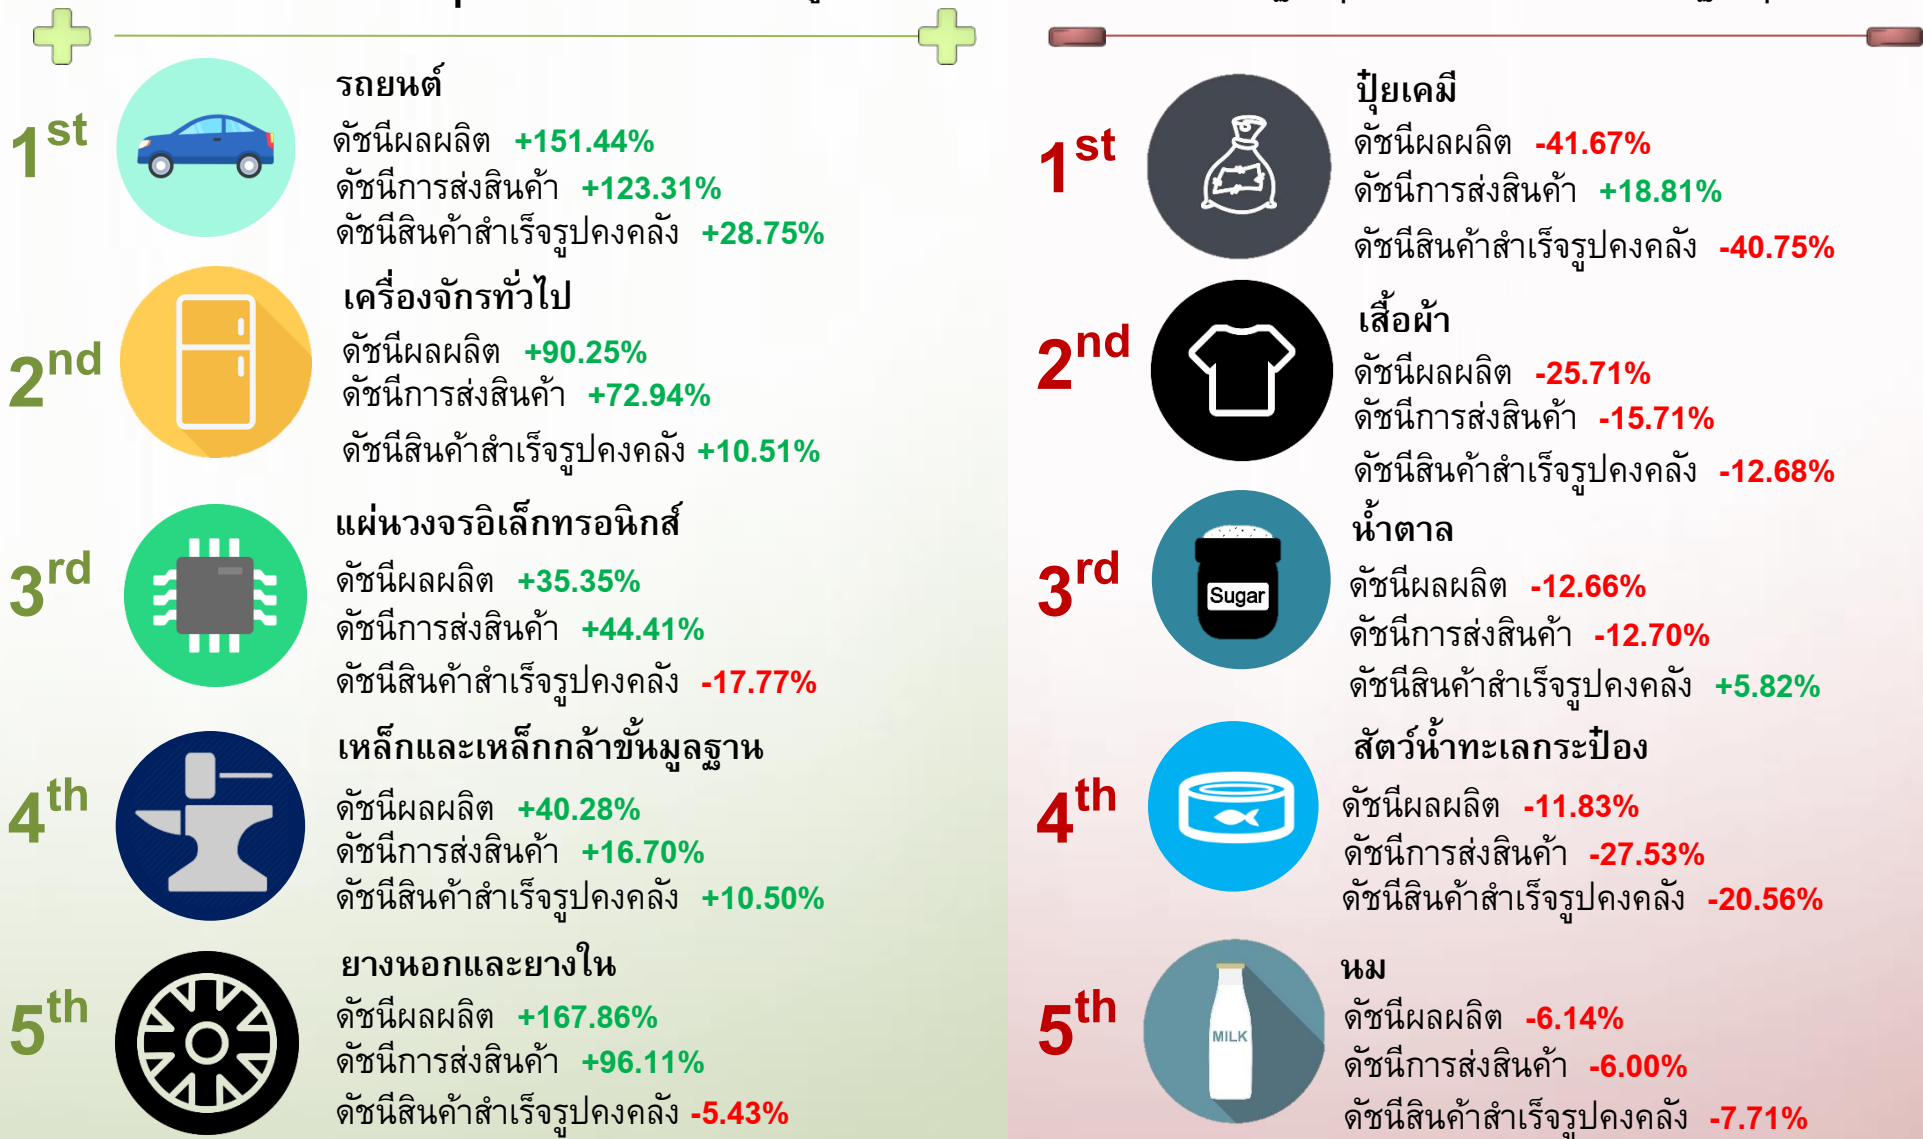 1st
รถยนต์
ดัชนีผลผลิต +151.44%
ดัชนีการส่งสินค้า +123.31%
ดัชนีสินค้าสำเร็จรูปคงคลัง +28.75%
2nd
เครื่องจักรทั่วไป
ดัชนีผลผลิต +90.25%
ดัชนีการส่งสินค้า +72.94%
ดัชนีสินค้าสำเร็จรูปคงคลัง +10.51%
3rd
แผ่นวงจรอิเล็กทรอนิกส์
ดัชนีผลผลิต +35.35%
ดัชนีการส่งสินค้า +44.41%
ดัชนีสินค้าสำเร็จรูปคงคลัง -17.77%
4th
เหล็กและเหล็กกล้าขั้นมูลฐาน
ดัชนีผลผลิต +40.28%
ดัชนีการส่งสินค้า +16.70%
ดัชนีสินค้าสำเร็จรูปคงคลัง +10.50%
5th
ยางนอกและยางใน
ดัชนีผลผลิต +167.86%
ดัชนีการส่งสินค้า +96.11%
ดัชนีสินค้าสำเร็จรูปคงคลัง -5.43%
1st
ปุ๋ยเคมี
ดัชนีผลผลิต -41.67%
ดัชนีการส่งสินค้า +18.81%
ดัชนีสินค้าสำเร็จรูปคงคลัง -40.75%
2nd
เสื้อผ้า
ดัชนีผลผลิต -25.71%
ดัชนีการส่งสินค้า -15.71%
ดัชนีสินค้าสำเร็จรูปคงคลัง -12.68%
3rd
Sugar
น้ำตาล
ดัชนีผลผลิต -12.66%
ดัชนีการส่งสินค้า -12.70%
ดัชนีสินค้าสำเร็จรูปคงคลัง +5.82%
4th
สัตว์น้ำทะเลกระป๋อง
ดัชนีผลผลิต -11.83%
ดัชนีการส่งสินค้า -27.53%
ดัชนีสินค้าสำเร็จรูปคงคลัง -20.56%
5th
MILK
นม
ดัชนีผลผลิต -6.14%
ดัชนีการส่งสินค้า -6.00%
ดัชนีสินค้าสำเร็จรูปคงคลัง -7.71%